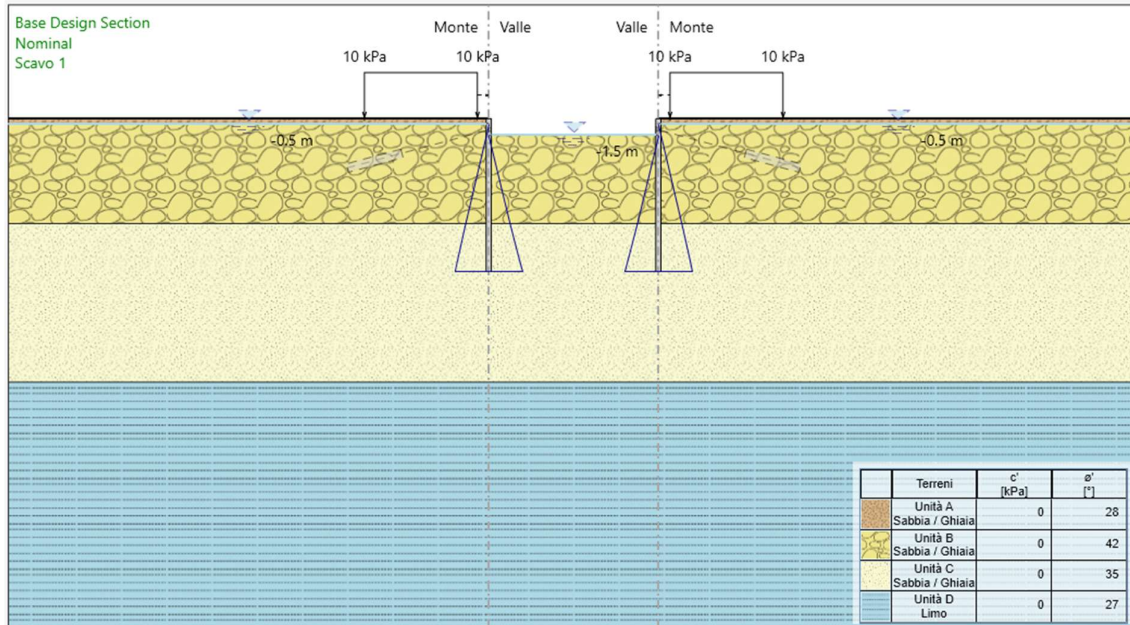 Base Design Section
Nominal
Scavo 1
Monte Valle Valle Monte
10 kPa 10 kPa 10 kPa 10 kPa
-0.5 m -1.5 m -0.5 m
Terreni c' ø'
[kPa] [°]
Unità A
Sabbia / Ghiaia 0 28
Unità B
Sabbia / Ghiaia 0 42
Unità C
Sabbia / Ghiaia 0 35
Unità D
Limo 0 27